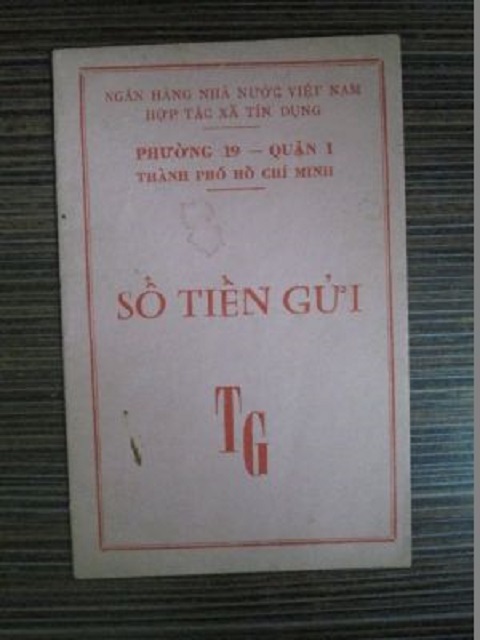 NGÂN HÀNG NHÀ NƯỚC VIỆT NAM
HỢP TÁC XÃ TÍN DỤNG
PHƯỜNG 19 – QUẬN 1
THÀNH PHỐ HỒ CHÍ MINH
SỔ TIỀN GỬI
TG